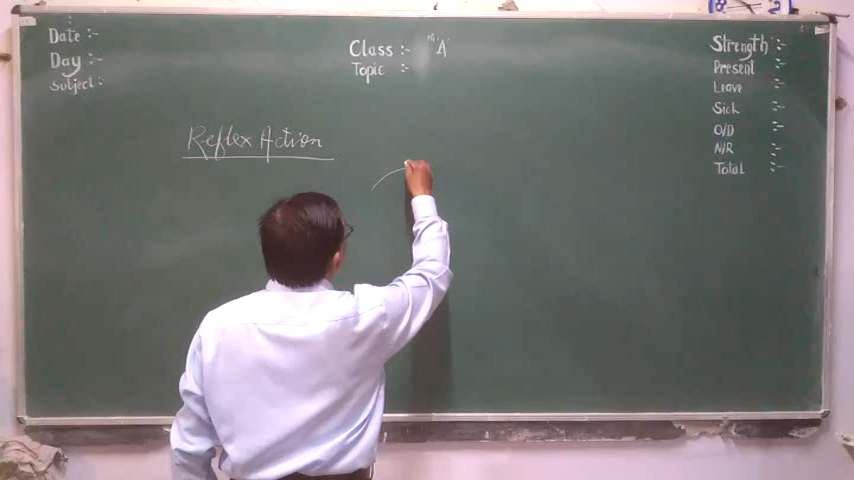 Date :-
Day :-
Subject :-
Class :- "A"
Topic :-
Strength :-
Present :-
Leave :-
Sick :-
O/D :-
N/R :-
Total :-
Reflex Action